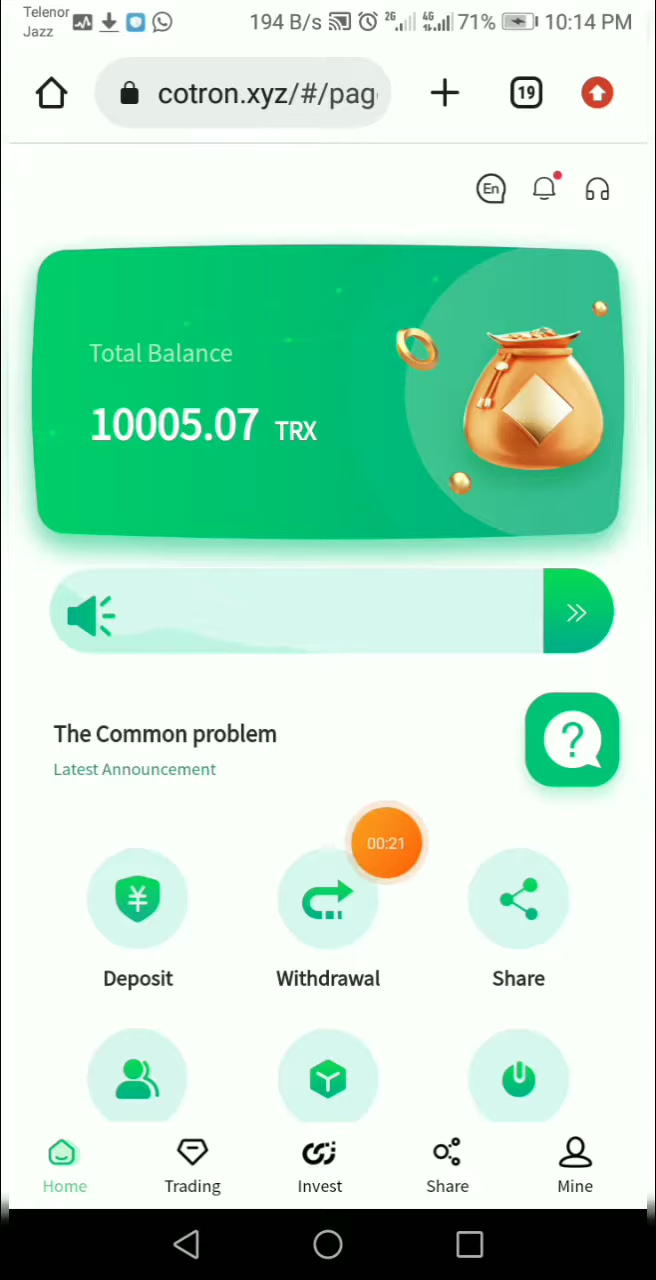 Telenor
Jazz
194 B/s 2G 4G 71% 10:14 PM
cotron.xyz/#/pag
19
En
Total Balance
10005.07 TRX
The Common problem
Latest Announcement
?
00:21
¥
Deposit Withdrawal Share
Home Trading Invest Share Mine